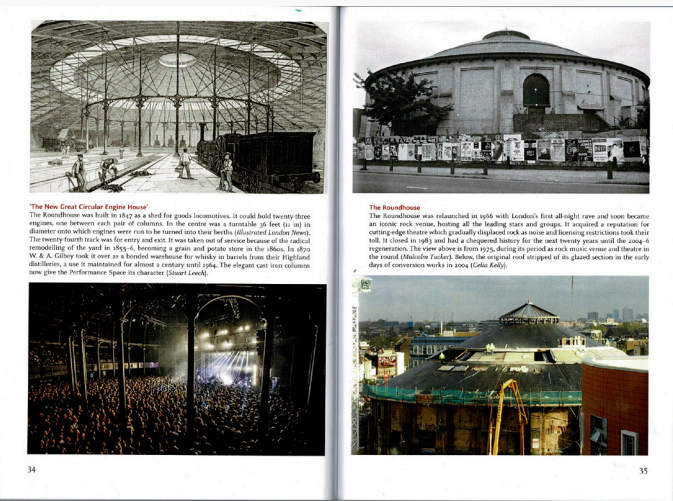 'The New Great Circular Engine House'
The Roundhouse was built in 1847 as a shed for goods locomotives. It could hold twenty-three
engines, one between each pair of columns. In the centre was a turntable 36 feet (11 m) in
diameter onto which engines were run to be turned into their berths (Illustrated London News).
The twenty fourth track was for entry and exit. It was taken out of service because of the radical
remodelling of the yard in 1855–6, becoming a grain and potato store in the 1860s. In 1870
W. & A. Gilbey took it over as a bonded warehouse for whisky in barrels from their Highland
distilleries, a use it maintained for almost a century until 1964. The elegant cast iron columns
now give the Performance Space its character (Stuart Leech).
34
The Roundhouse
The Roundhouse was relaunched in 1966 with London's first all-night rave and soon became
an iconic rock venue, hosting all the leading stars and groups. It acquired a reputation for
cutting-edge theatre which gradually displaced rock as noise and licensing restrictions took their
toll. It closed in 1983 and had a chequered history for the next twenty years until the 2004–6
regeneration. The view above is from 1975, during its period as rock music venue and theatre in
the round (Malcolm Tucker). Below, the original roof stripped of its glazed section in the early
days of conversion works in 2004 (Celia Kelly).
35